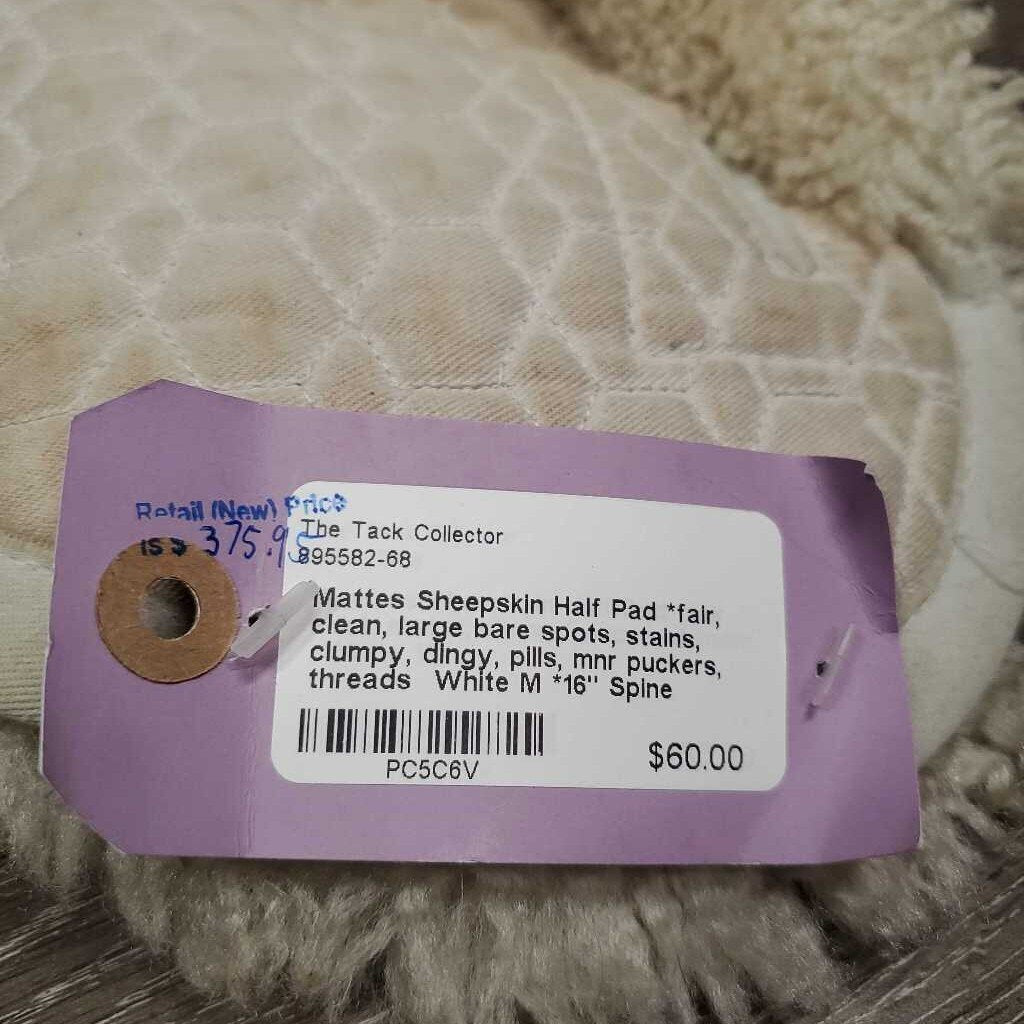 Retail (New) Price
IS $ 375.95
The Tack Collector
895582-68
Mattes Sheepskin Half Pad *fair,
clean, large bare spots, stains,
clumpy, dingy, pills, mnr puckers,
threads White M *16" Spine
PC5C6V
$60.00